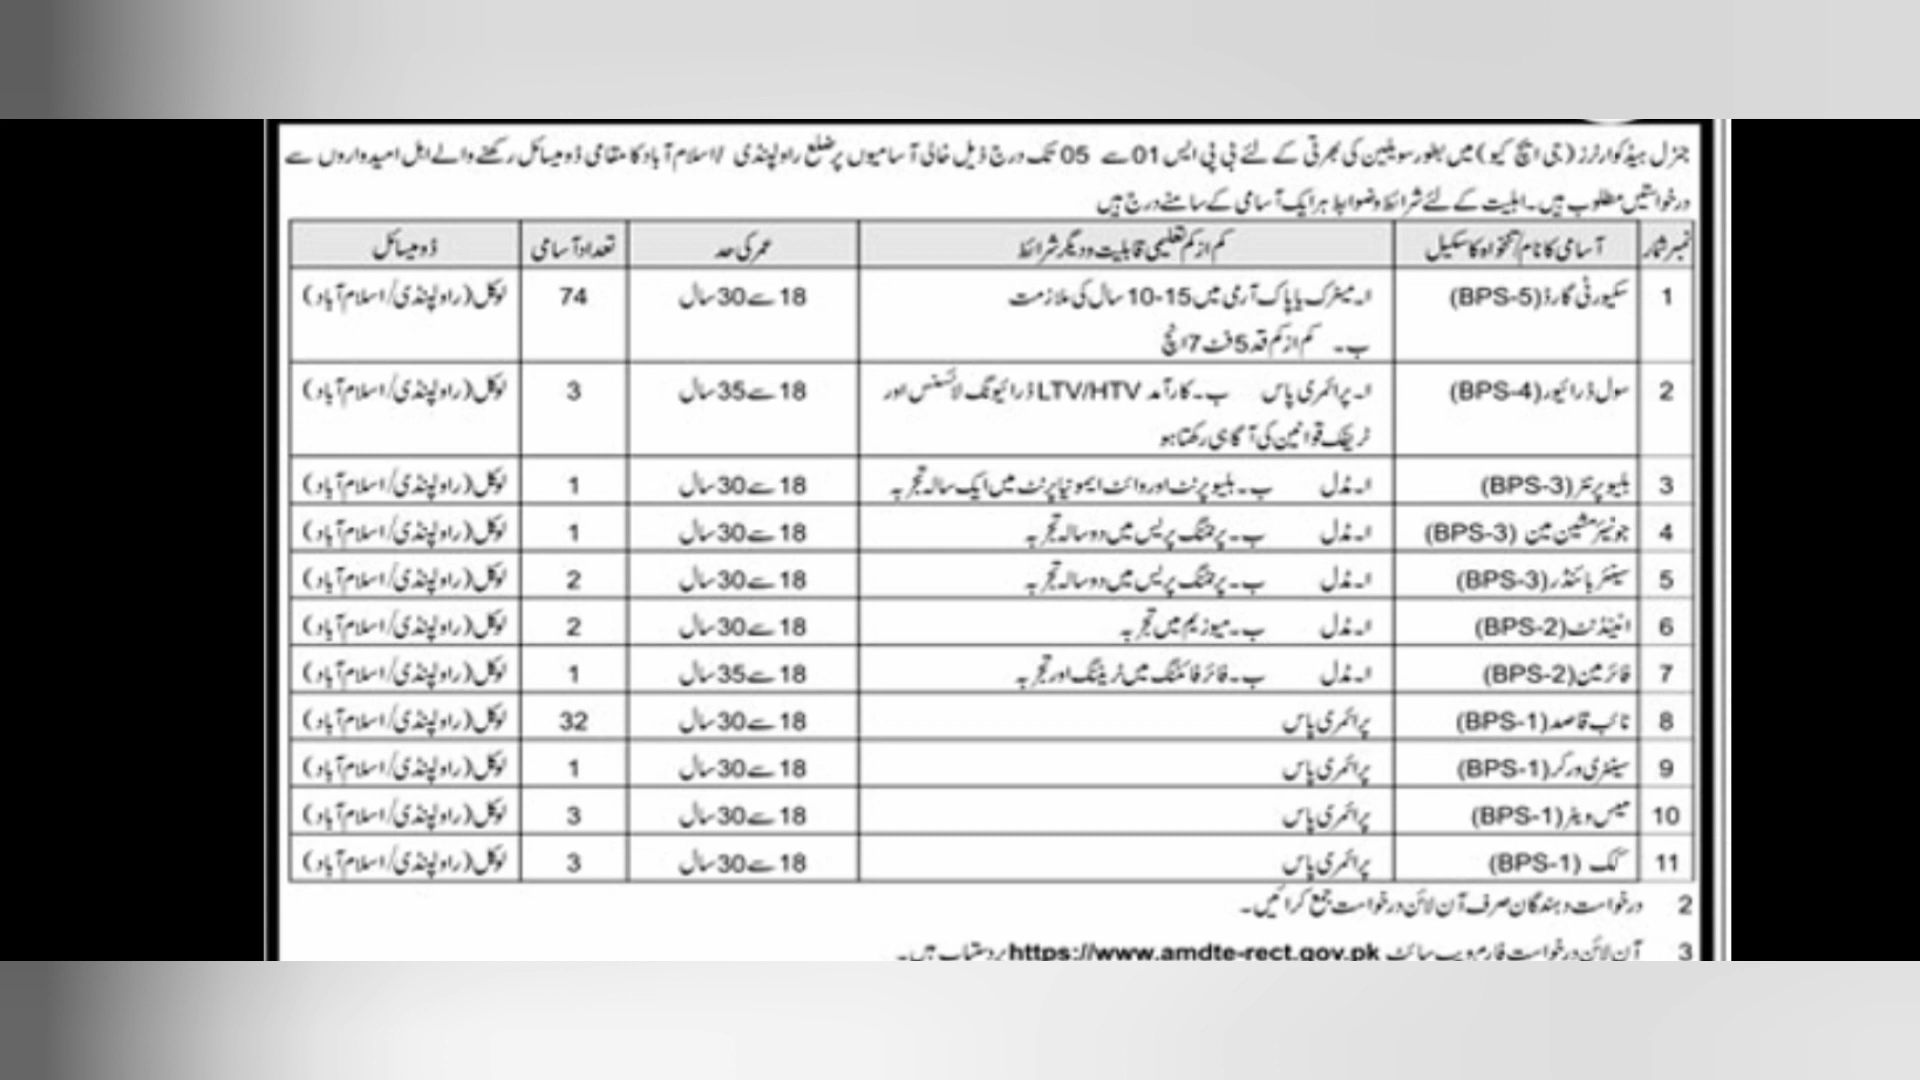 جنرل ہیڈ کوارٹرز (جی ایچ کیو) میں بطور سویلین کی بھرتی کے لئے بی پی ایس 01 سے 05 تک درج ذیل خالی آسامیوں پر ضلع راولپنڈی / اسلام آباد کا مقامی ڈومیسائل رکھنے والے اہل امیدواروں سے
درخواستیں مطلوب ہیں۔ اہلیت کے لئے شرائط و ضوابط ہر ایک آسامی کے سامنے درج ہیں
نمبر شمار آسامی کا نام/تنخواہ کا سکیل کم از کم تعلیمی قابلیت و دیگر شرائط عمر کی حد تعداد آسامی ڈومیسائل
1 سکیورٹی گارڈ (BPS-5) ا۔ میٹرک یا پاک آرمی میں 15-10 سال کی ملازمت 18 سے 30 سال 74 لوکل (راولپنڈی/اسلام آباد)
ب۔ کم از کم قد 5 فٹ 7 انچ
2 سول ڈرائیور (BPS-4) ا۔ پرائمری پاس ب۔ کارآمد LTV/HTV ڈرائیونگ لائسنس اور 18 سے 35 سال 3 لوکل (راولپنڈی/اسلام آباد)
ٹریفک قوانین کی آگاہی رکھتا ہو
3 بلیو پرنٹر (BPS-3) ا۔ مڈل ب۔ بلیو پرنٹ اور وائٹ ایمونیا پرنٹ میں ایک سالہ تجربہ 18 سے 30 سال 1 لوکل (راولپنڈی/اسلام آباد)
4 جونیئر مشین مین (BPS-3) ا۔ مڈل ب۔ پرنٹنگ پریس میں دو سالہ تجربہ 18 سے 30 سال 1 لوکل (راولپنڈی/اسلام آباد)
5 سینئر بائنڈر (BPS-3) ا۔ مڈل ب۔ پرنٹنگ پریس میں دو سالہ تجربہ 18 سے 30 سال 2 لوکل (راولپنڈی/اسلام آباد)
6 اٹینڈنٹ (BPS-2) ا۔ مڈل ب۔ میوزیم میں تجربہ 18 سے 30 سال 2 لوکل (راولپنڈی/اسلام آباد)
7 فائر مین (BPS-2) ا۔ مڈل ب۔ فائر فائٹنگ میں ٹریننگ اور تجربہ 18 سے 35 سال 1 لوکل (راولپنڈی/اسلام آباد)
8 نائب قاصد (BPS-1) پرائمری پاس 18 سے 30 سال 32 لوکل (راولپنڈی/اسلام آباد)
9 سینٹری ورکر (BPS-1) پرائمری پاس 18 سے 30 سال 1 لوکل (راولپنڈی/اسلام آباد)
10 میس ویٹر (BPS-1) پرائمری پاس 18 سے 30 سال 3 لوکل (راولپنڈی/اسلام آباد)
11 کک (BPS-1) پرائمری پاس 18 سے 30 سال 3 لوکل (راولپنڈی/اسلام آباد)
2 درخواست دہندگان صرف آن لائن درخواست جمع کرائیں۔
3 آن لائن درخواست فارم ویب سائٹ https://www.amdte-rect.gov.pk پر دستیاب ہیں۔